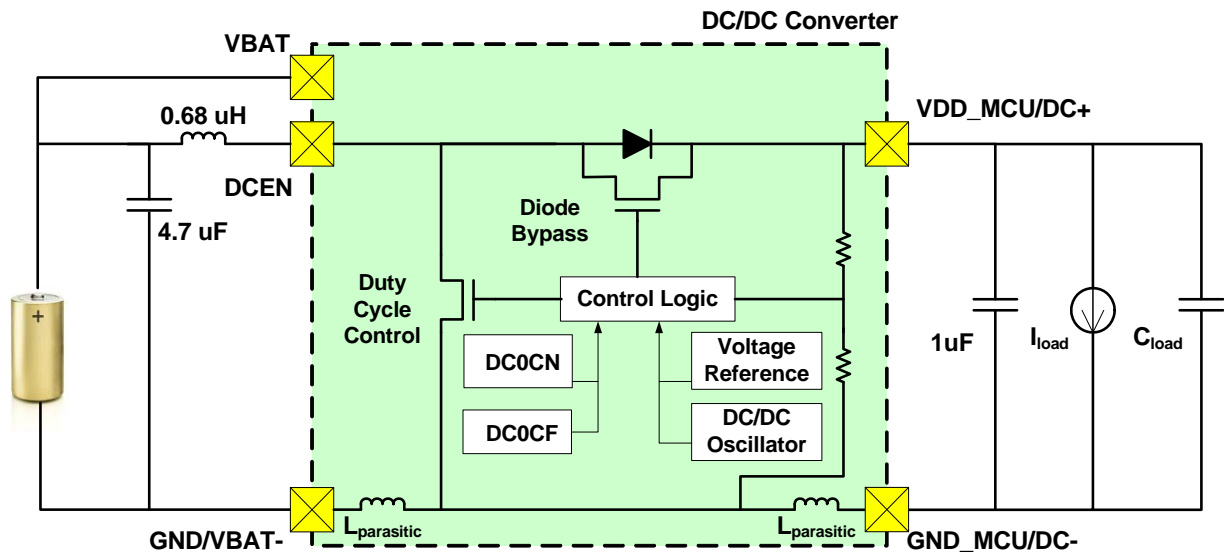 DC/DC Converter
VBAT
0.68 uH
VDD_MCU/DC+
DCEN
4.7 uF
Diode
Bypass
Duty
Cycle
Control
Control Logic
+
DC0CN
Voltage
Reference
1uF
Iload
Cload
DC0CF
DC/DC
Oscillator
Lparasitic
Lparasitic
GND/VBAT-
GND_MCU/DC-